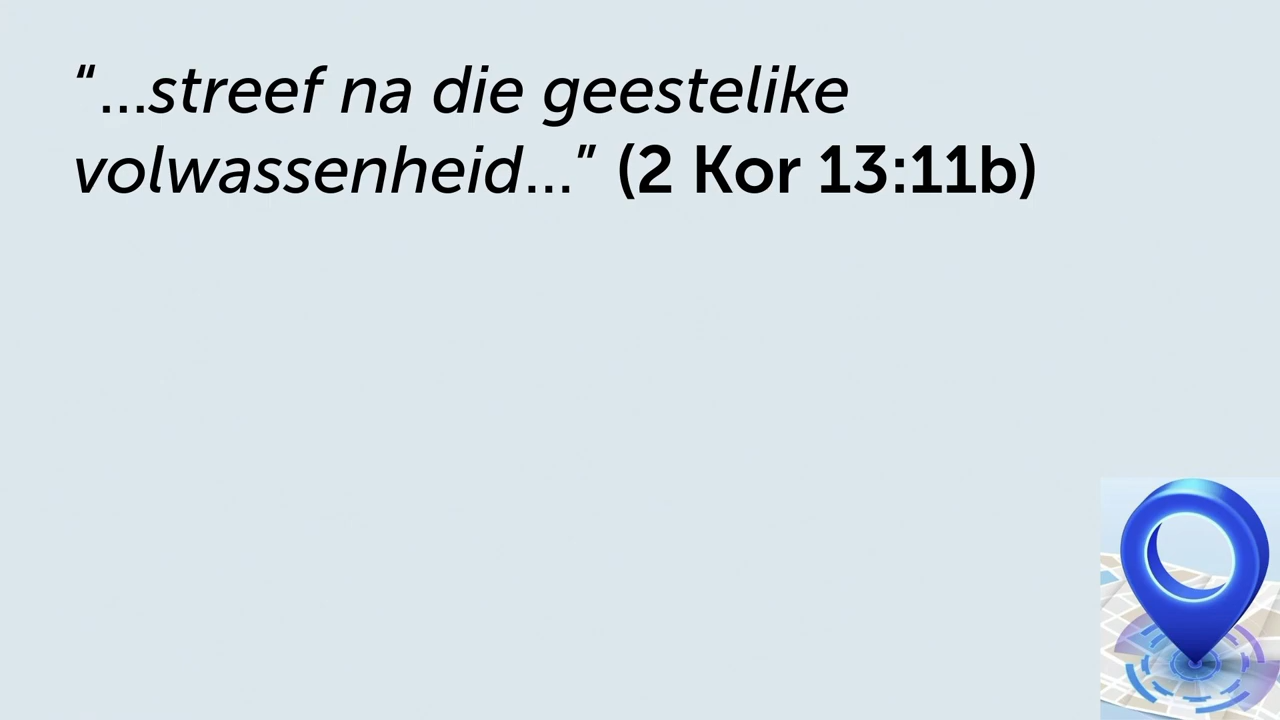 “...streef na die geestelike
volwassenheid...” (2 Kor 13:11b)